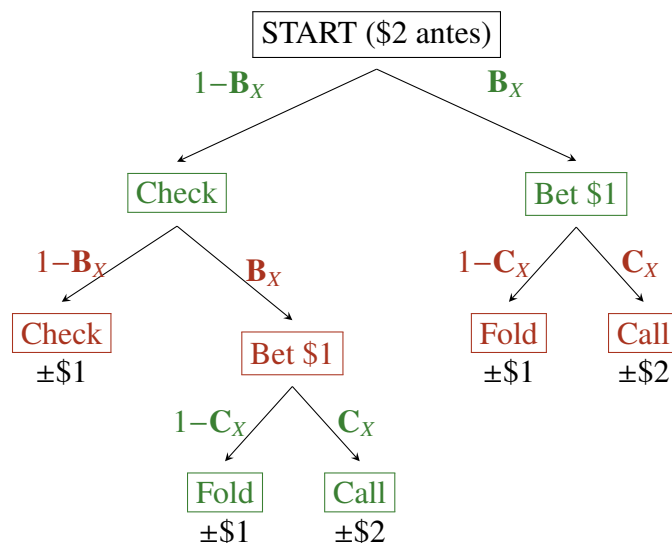 START ($2 antes)
1−B_X B_X
Check Bet $1
1−B_X B_X 1−C_X C_X
Check Bet $1 Fold Call
±$1 ±$1 ±$2
1−C_X C_X
Fold Call
±$1 ±$2